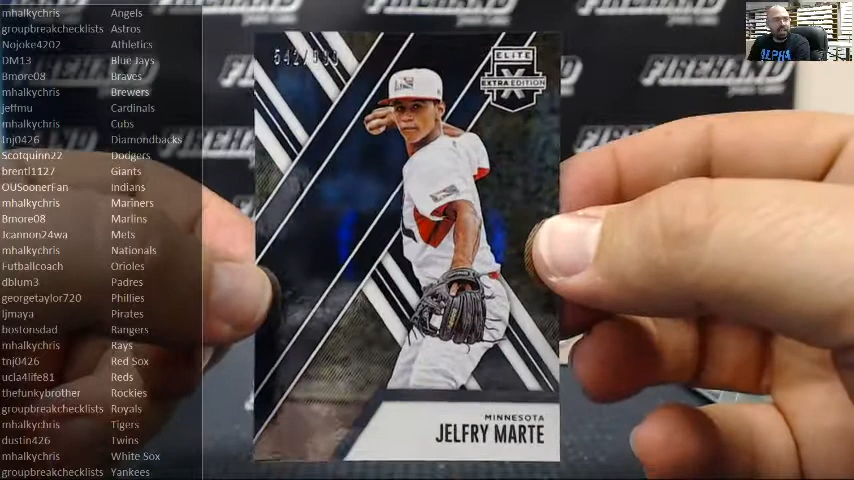 mhalkychris Angels
groupbreakchecklists Astros
Nojoke4202 Athletics
DM13 Blue Jays
Bmore08 Braves
mhalkychris Brewers
jeffmu Cardinals
mhalkychris Cubs
tnj0426 Diamondbacks
Scotquinn22 Dodgers
brentl1127 Giants
OUSoonerFan Indians
mhalkychris Mariners
Bmore08 Marlins
Jcannon24wa Mets
mhalkychris Nationals
Futballcoach Orioles
dblum3 Padres
georgetaylor720 Phillies
ljmaya Pirates
bostonsdad Rangers
mhalkychris Rays
tnj0426 Red Sox
ucla4life81 Reds
thefunkybrother Rockies
groupbreakchecklists Royals
mhalkychris Tigers
dustin426 Twins
mhalkychris White Sox
groupbreakchecklists Yankees
ELITE
X
EXTRA EDITION
MINNESOTA
JELFRY MARTE
FIREHAND
FIREHAND
FIREHAND
ALPHA